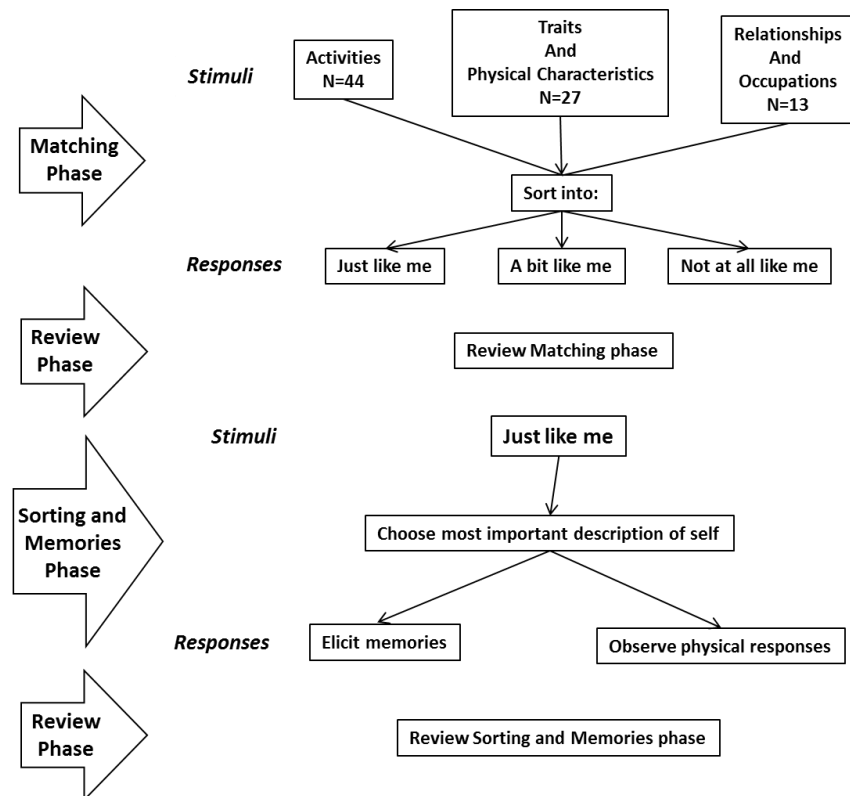 Stimuli
Activities
N=44
Traits
And
Physical Characteristics
N=27
Relationships
And
Occupations
N=13
Matching
Phase
Sort into:
Responses
Just like me
A bit like me
Not at all like me
Review
Phase
Review Matching phase
Stimuli
Just like me
Sorting and
Memories
Phase
Choose most important description of self
Responses
Elicit memories
Observe physical responses
Review
Phase
Review Sorting and Memories phase